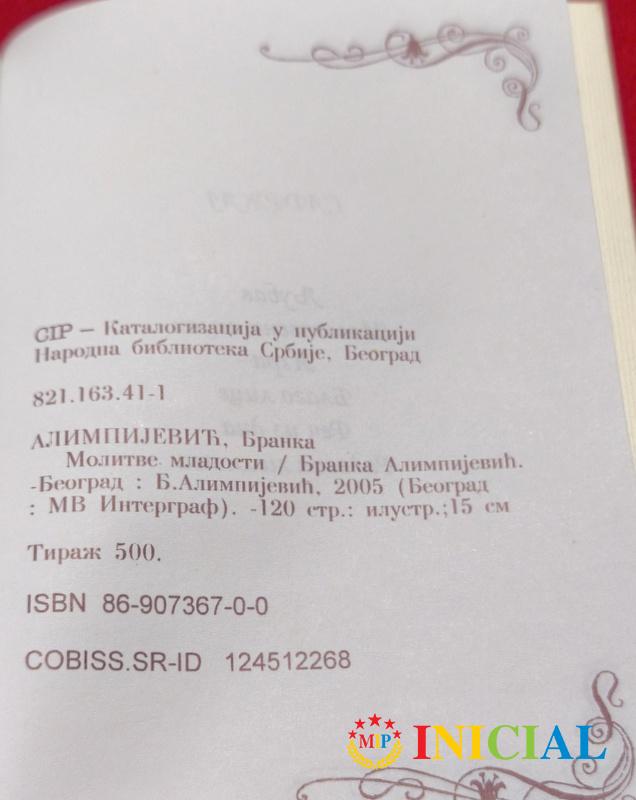 CIP – Каталогизација у публикацији
Народна библиотека Србије, Београд
821.163.41-1
АЛИМПИЈЕВИЋ, Бранка
Молитве младости / Бранка Алимпијевић.
-Београд : Б.Алимпијевић, 2005 (Београд
: МВ Интерграф). -120 стр.: илустр.;15 см
Тираж 500.
ISBN 86-907367-0-0
COBISS.SR-ID 124512268
MIP INICIAL